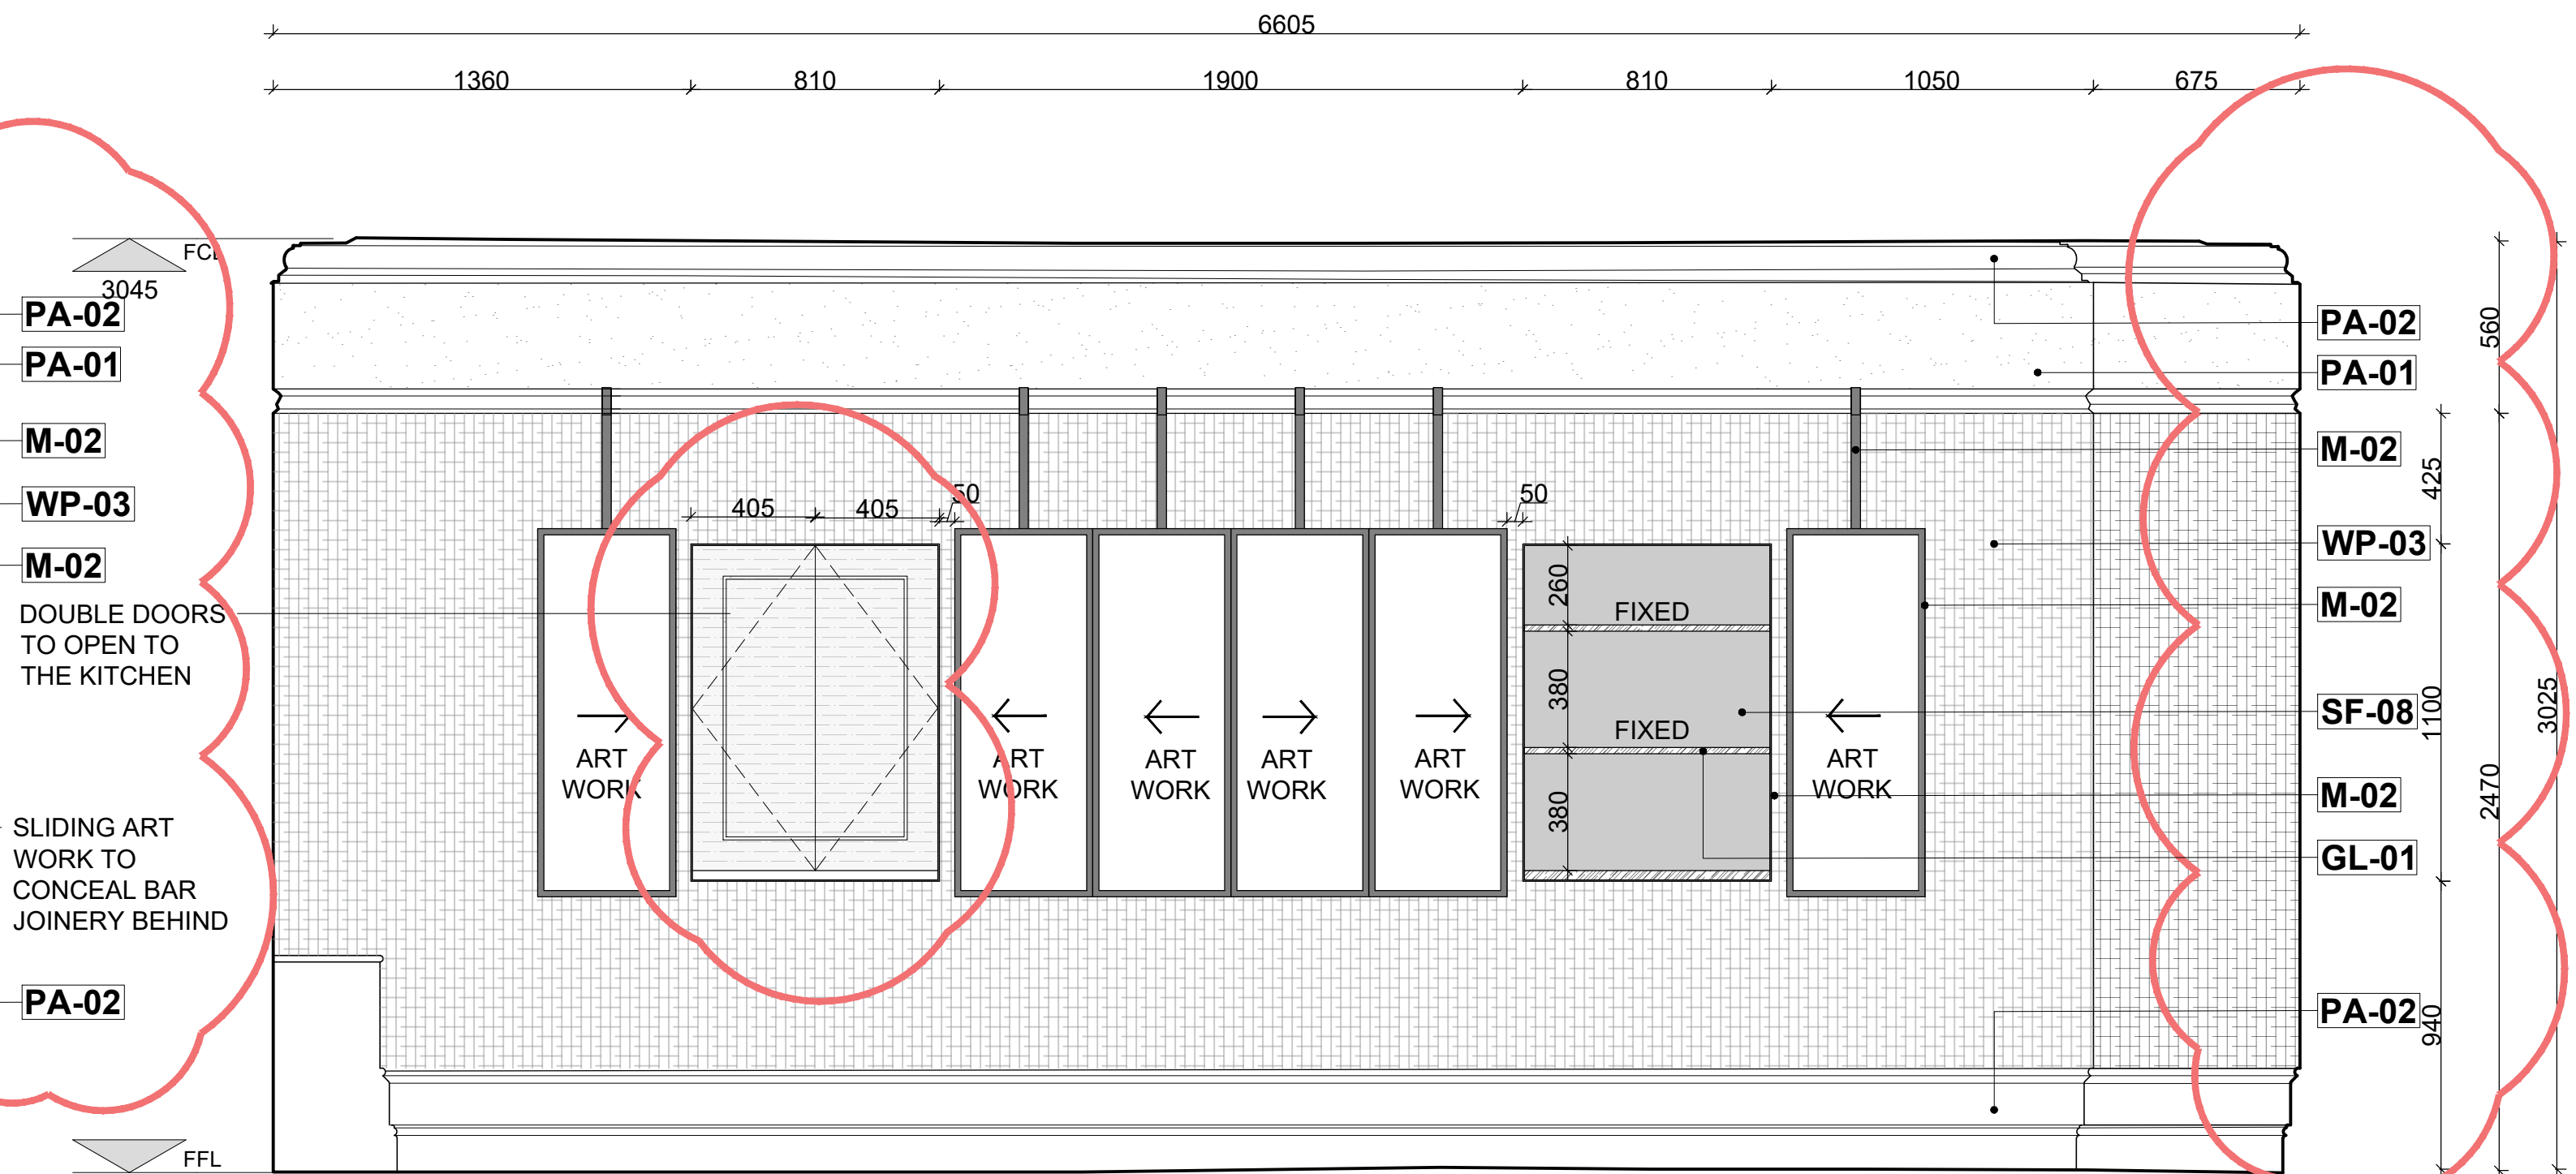 6605
1360
810
1900
810
1050
675
FCL
3045
PA-02
PA-01
M-02
WP-03
M-02
DOUBLE DOORS
TO OPEN TO
THE KITCHEN
SLIDING ART
WORK TO
CONCEAL BAR
JOINERY BEHIND
PA-02
FFL
405
405
50
50
ART
WORK
ART
WORK
ART
WORK
ART
WORK
ART
WORK
260
FIXED
380
FIXED
380
ART
WORK
PA-02
PA-01
M-02
WP-03
M-02
SF-08
M-02
GL-01
PA-02
425
1100
940
560
2470
3025